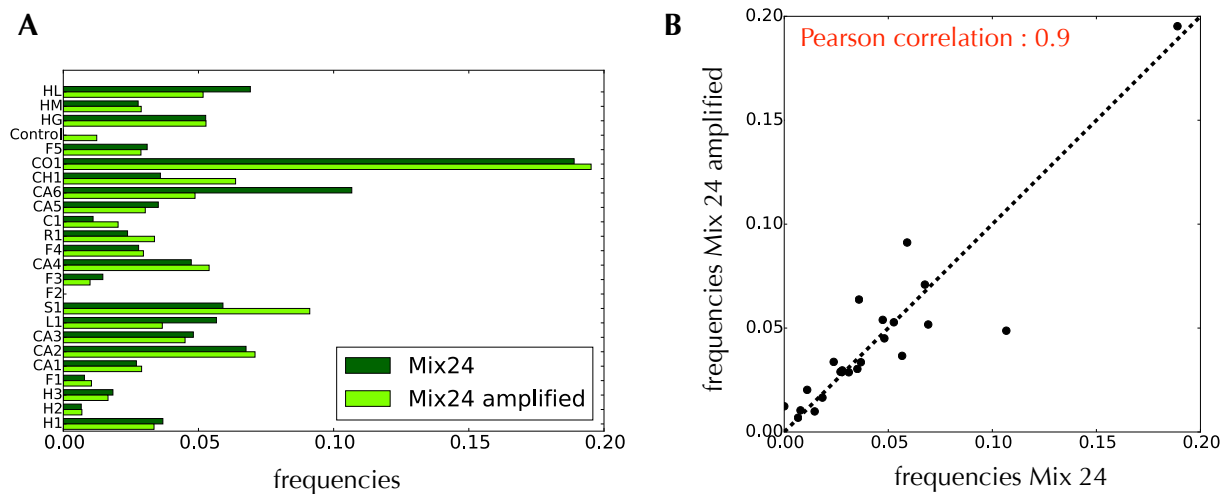 A
HL
HM
HG
Control
F5
CO1
CH1
CA6
CA5
C1
R1
F4
CA4
F3
F2
S1
L1
CA3
CA2
CA1
F1
H3
H2
H1
Mix24
Mix24 amplified
0.00 0.05 0.10 0.15 0.20
frequencies
B
Pearson correlation : 0.9
0.20
0.15
0.10
0.05
0.00
frequencies Mix 24 amplified
0.00 0.05 0.10 0.15 0.20
frequencies Mix 24